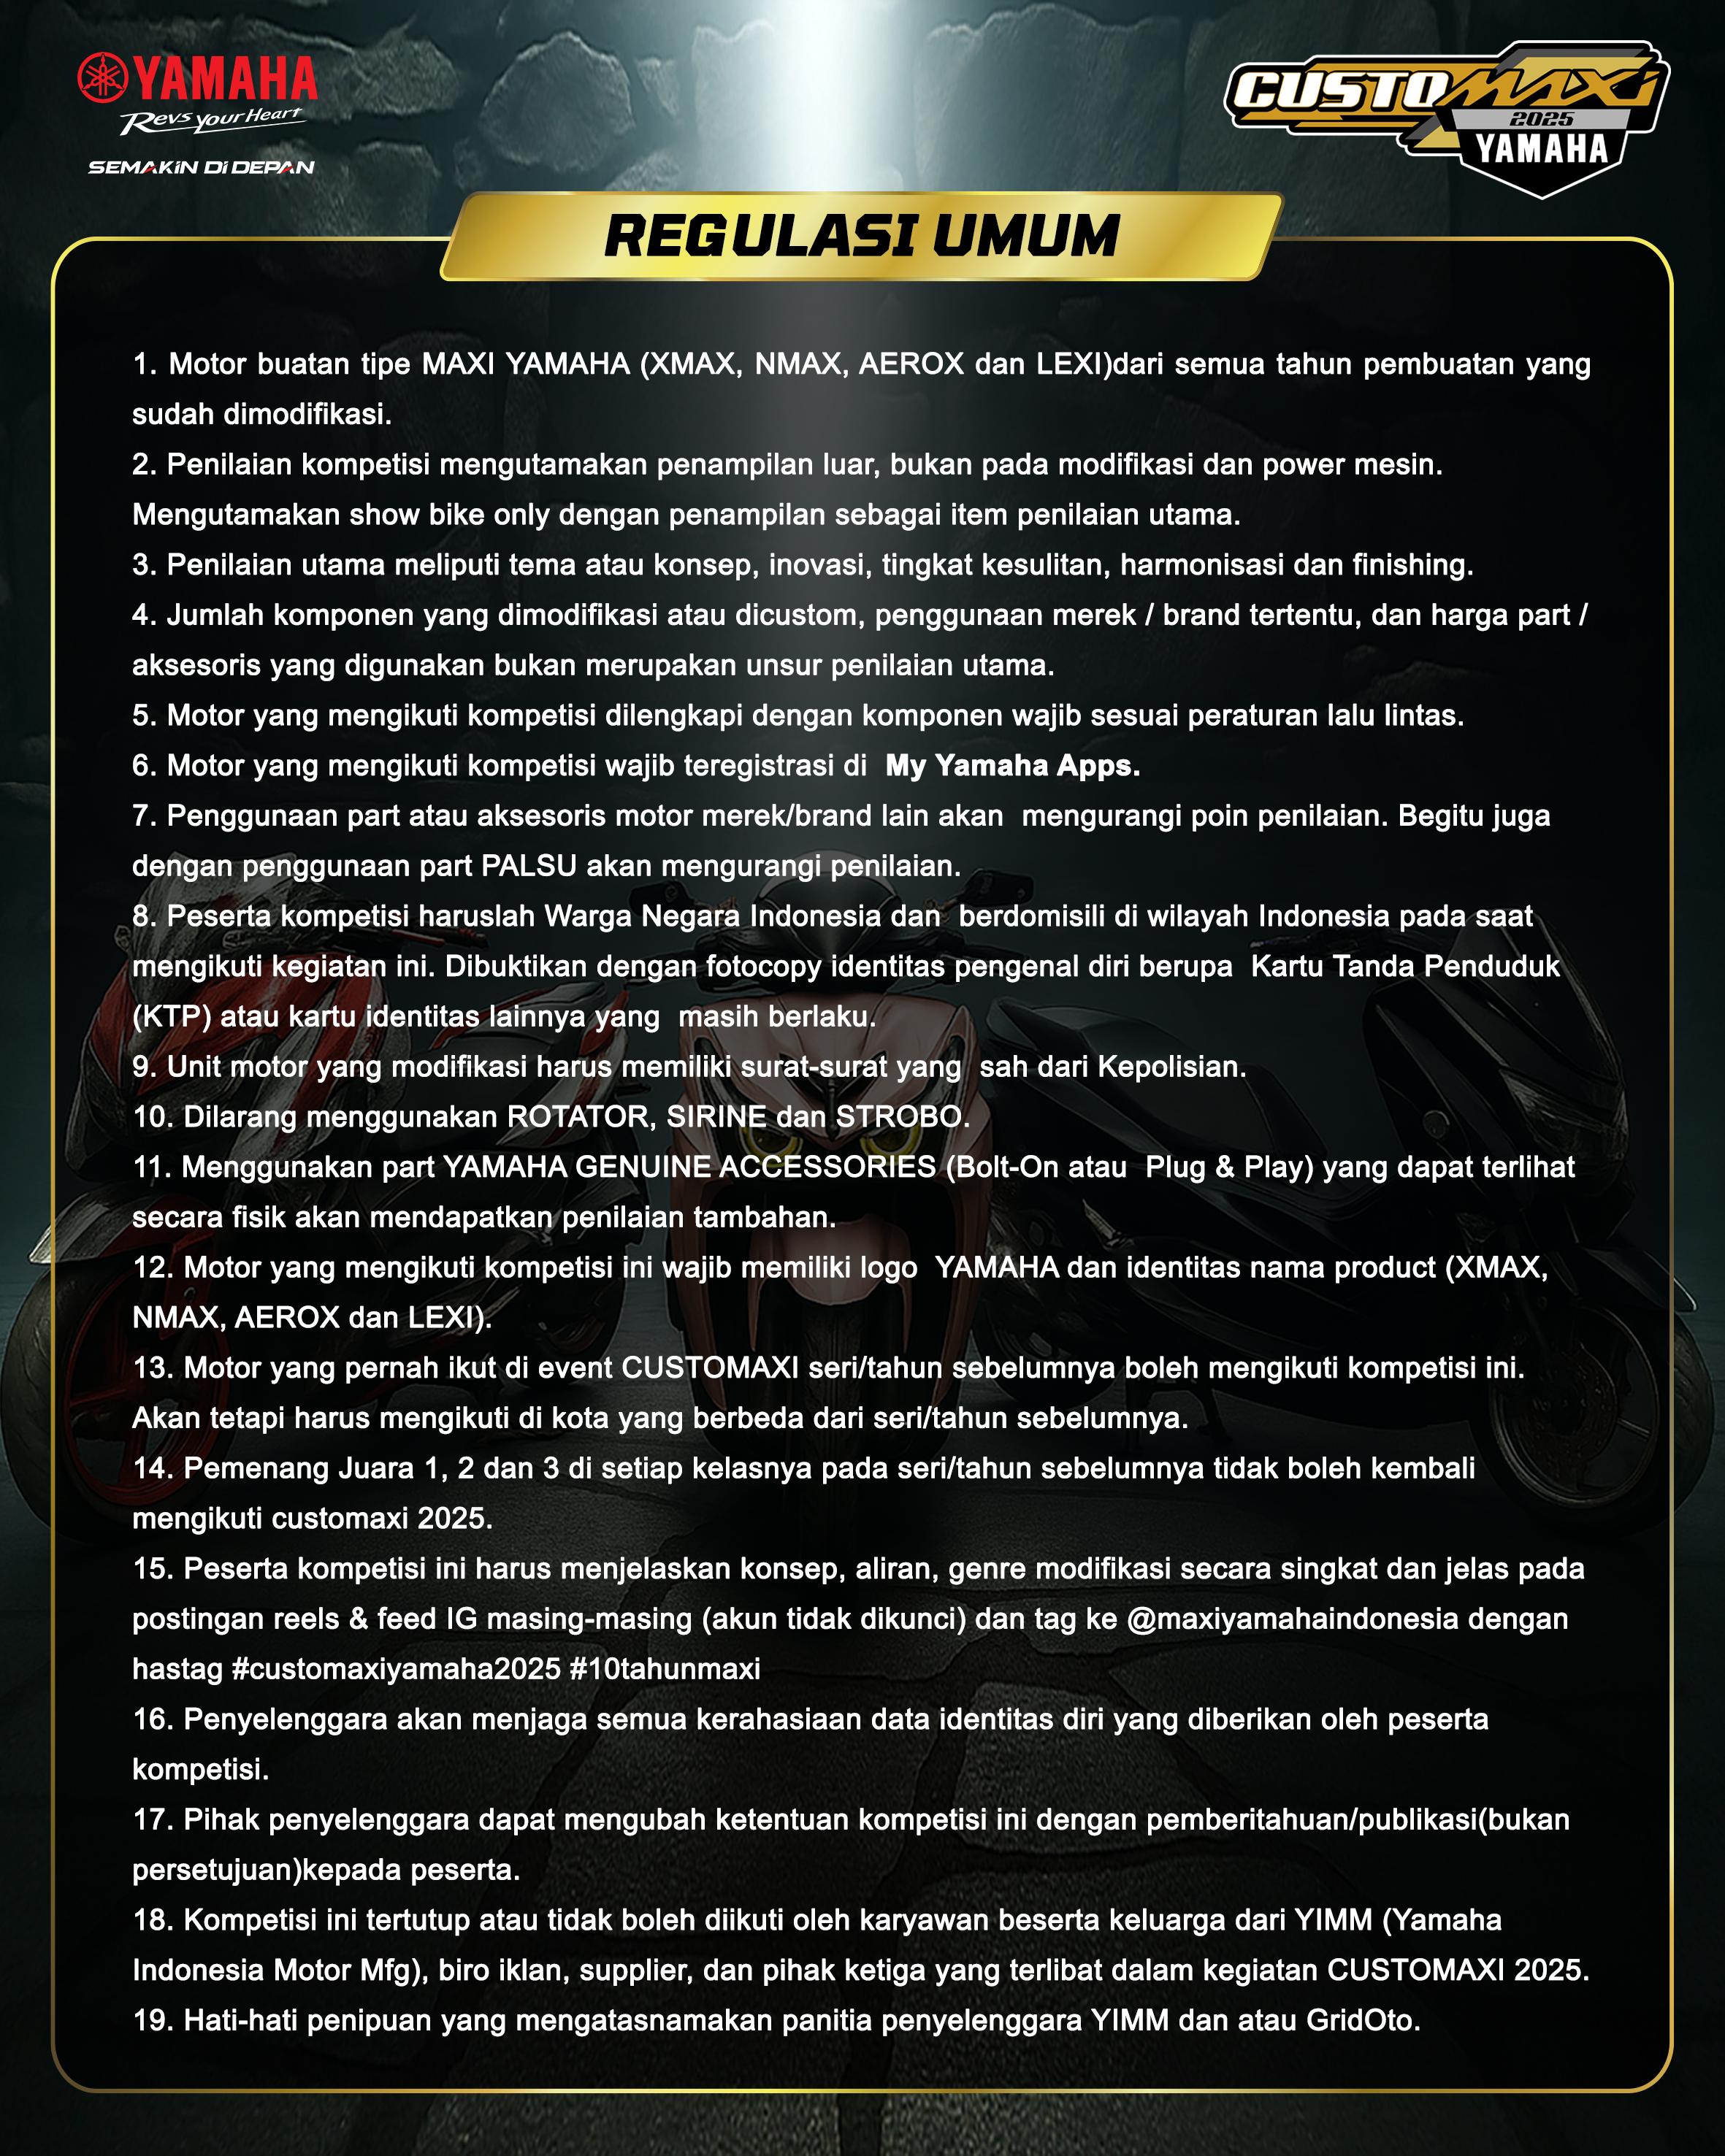 YAMAHA
Revs your Heart
SEMAKIN DI DEPAN
CUSTOMAXi
2025
YAMAHA
REGULASI UMUM
1. Motor buatan tipe MAXI YAMAHA (XMAX, NMAX, AEROX dan LEXI)dari semua tahun pembuatan yang
sudah dimodifikasi.
2. Penilaian kompetisi mengutamakan penampilan luar, bukan pada modifikasi dan power mesin.
Mengutamakan show bike only dengan penampilan sebagai item penilaian utama.
3. Penilaian utama meliputi tema atau konsep, inovasi, tingkat kesulitan, harmonisasi dan finishing.
4. Jumlah komponen yang dimodifikasi atau dicustom, penggunaan merek / brand tertentu, dan harga part /
aksesoris yang digunakan bukan merupakan unsur penilaian utama.
5. Motor yang mengikuti kompetisi dilengkapi dengan komponen wajib sesuai peraturan lalu lintas.
6. Motor yang mengikuti kompetisi wajib teregistrasi di  My Yamaha Apps.
7. Penggunaan part atau aksesoris motor merek/brand lain akan  mengurangi poin penilaian. Begitu juga
dengan penggunaan part PALSU akan mengurangi penilaian.
8. Peserta kompetisi haruslah Warga Negara Indonesia dan  berdomisili di wilayah Indonesia pada saat
mengikuti kegiatan ini. Dibuktikan dengan fotocopy identitas pengenal diri berupa  Kartu Tanda Penduduk
(KTP) atau kartu identitas lainnya yang  masih berlaku.
9. Unit motor yang modifikasi harus memiliki surat-surat yang  sah dari Kepolisian.
10. Dilarang menggunakan ROTATOR, SIRINE dan STROBO.
11. Menggunakan part YAMAHA GENUINE ACCESSORIES (Bolt-On atau  Plug & Play) yang dapat terlihat
secara fisik akan mendapatkan penilaian tambahan.
12. Motor yang mengikuti kompetisi ini wajib memiliki logo  YAMAHA dan identitas nama product (XMAX,
NMAX, AEROX dan LEXI).
13. Motor yang pernah ikut di event CUSTOMAXI seri/tahun sebelumnya boleh mengikuti kompetisi ini.
Akan tetapi harus mengikuti di kota yang berbeda dari seri/tahun sebelumnya.
14. Pemenang Juara 1, 2 dan 3 di setiap kelasnya pada seri/tahun sebelumnya tidak boleh kembali
mengikuti customaxi 2025.
15. Peserta kompetisi ini harus menjelaskan konsep, aliran, genre modifikasi secara singkat dan jelas pada
postingan reels & feed IG masing-masing (akun tidak dikunci) dan tag ke @maxiyamahaindonesia dengan
hastag #customaxiyamaha2025 #10tahunmaxi
16. Penyelenggara akan menjaga semua kerahasiaan data identitas diri yang diberikan oleh peserta
kompetisi.
17. Pihak penyelenggara dapat mengubah ketentuan kompetisi ini dengan pemberitahuan/publikasi(bukan
persetujuan)kepada peserta.
18. Kompetisi ini tertutup atau tidak boleh diikuti oleh karyawan beserta keluarga dari YIMM (Yamaha
Indonesia Motor Mfg), biro iklan, supplier, dan pihak ketiga yang terlibat dalam kegiatan CUSTOMAXI 2025.
19. Hati-hati penipuan yang mengatasnamakan panitia penyelenggara YIMM dan atau GridOto.